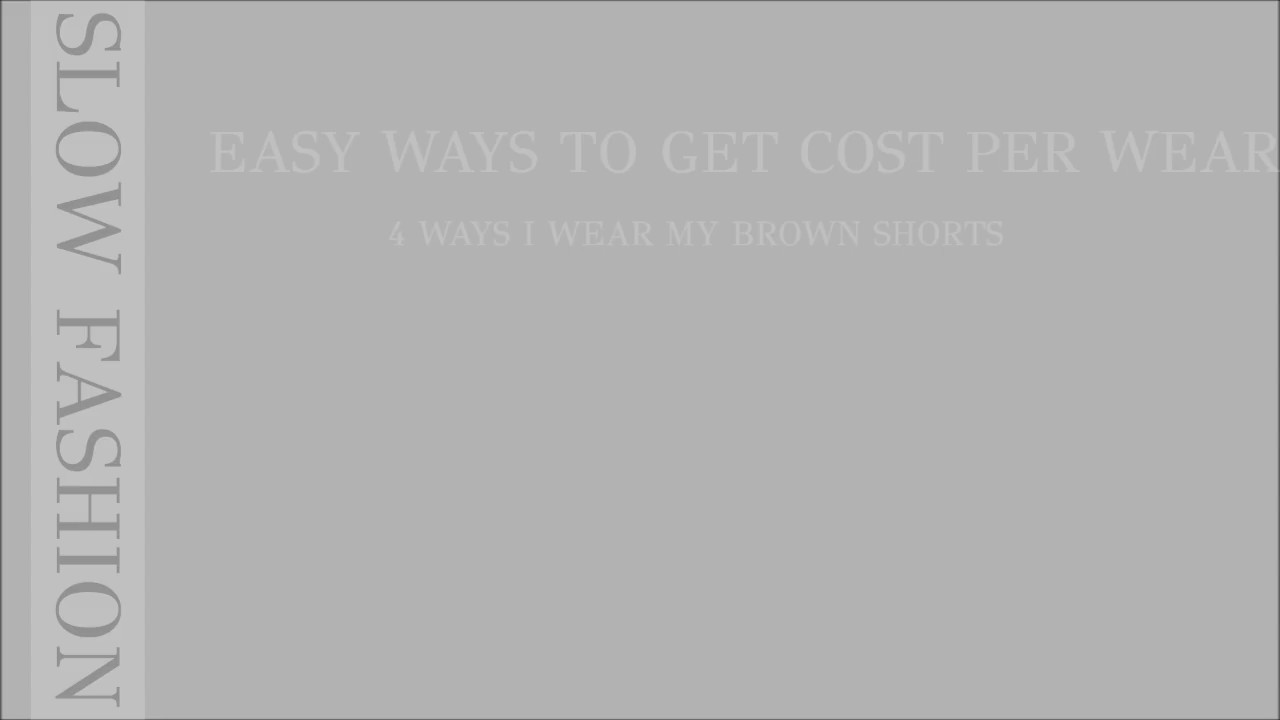 SLOW FASHION
EASY WAYS TO GET COST PER WEAR
4 WAYS I WEAR MY BROWN SHORTS